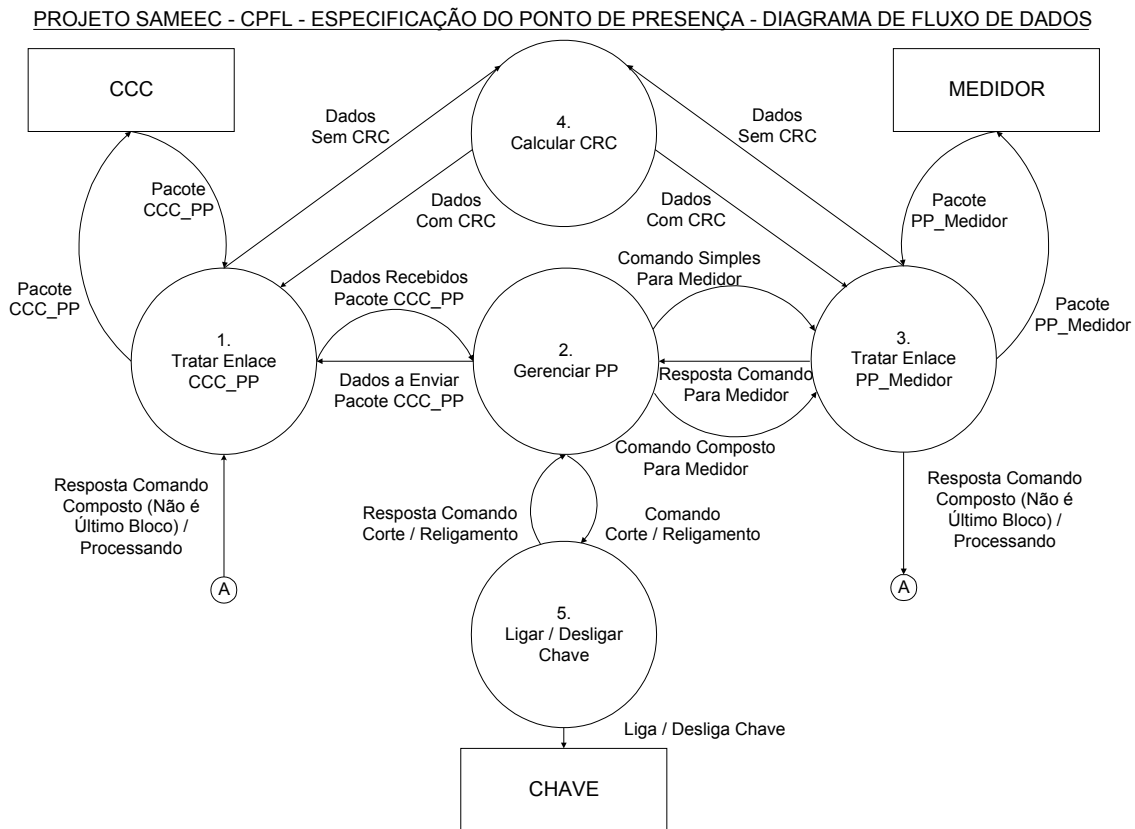 PROJETO SAMEEC - CPFL - ESPECIFICAÇÃO DO PONTO DE PRESENÇA - DIAGRAMA DE FLUXO DE DADOS
CCC
MEDIDOR
4.
Calcular CRC
Dados
Sem CRC
Dados
Sem CRC
Pacote
CCC_PP
Dados
Com CRC
Dados
Com CRC
Pacote
PP_Medidor
Pacote
CCC_PP
Dados Recebidos
Pacote CCC_PP
Comando Simples
Para Medidor
Pacote
PP_Medidor
1.
Tratar Enlace
CCC_PP
2.
Gerenciar PP
3.
Tratar Enlace
PP_Medidor
Dados a Enviar
Pacote CCC_PP
Resposta Comando
Para Medidor
Comando Composto
Para Medidor
Resposta Comando
Composto (Não é
Último Bloco) /
Processando
Resposta Comando
Corte / Religamento
Comando
Corte / Religamento
Resposta Comando
Composto (Não é
Último Bloco) /
Processando
A
A
5.
Ligar / Desligar
Chave
Liga / Desliga Chave
CHAVE